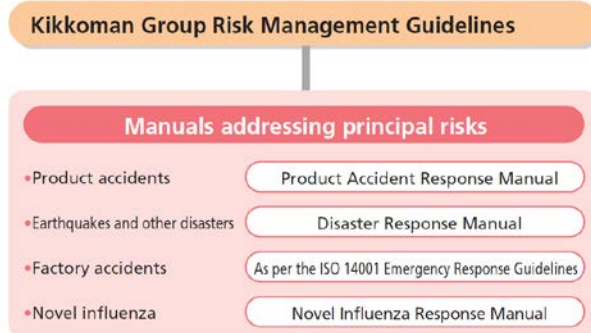 Kikkoman Group Risk Management Guidelines
Manuals addressing principal risks
•Product accidents Product Accident Response Manual
•Earthquakes and other disasters Disaster Response Manual
•Factory accidents As per the ISO 14001 Emergency Response Guidelines
•Novel influenza Novel Influenza Response Manual